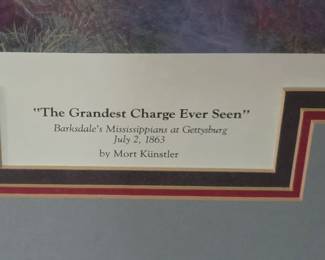 "The Grandest Charge Ever Seen"
Barksdale's Mississippians at Gettysburg
July 2, 1863
by Mort Künstler